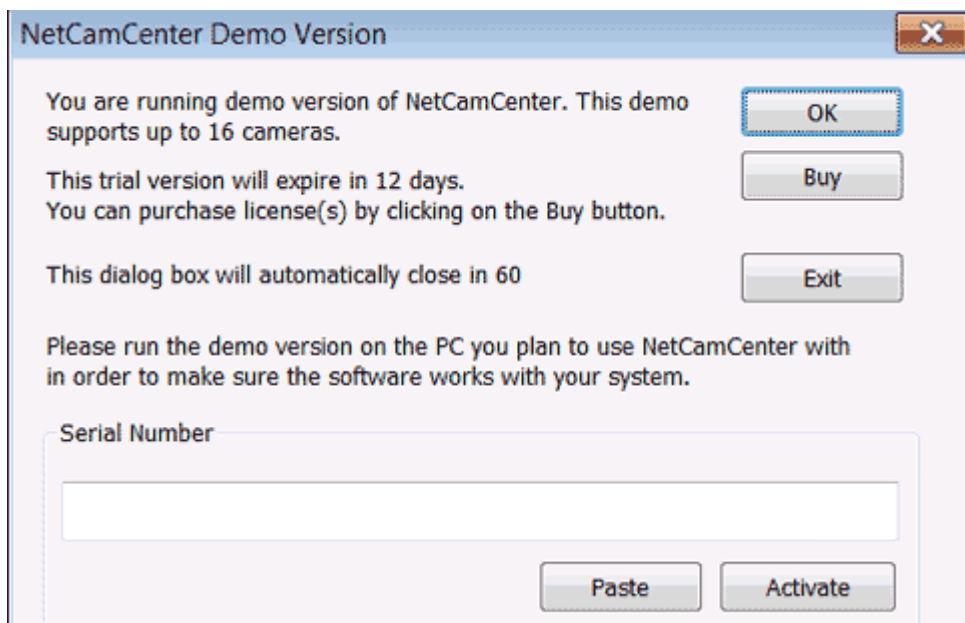 NetCamCenter Demo Version
You are running demo version of NetCamCenter. This demo
supports up to 16 cameras.
OK
This trial version will expire in 12 days.
You can purchase license(s) by clicking on the Buy button.
Buy
This dialog box will automatically close in 60
Exit
Please run the demo version on the PC you plan to use NetCamCenter with
in order to make sure the software works with your system.
Serial Number
Paste
Activate